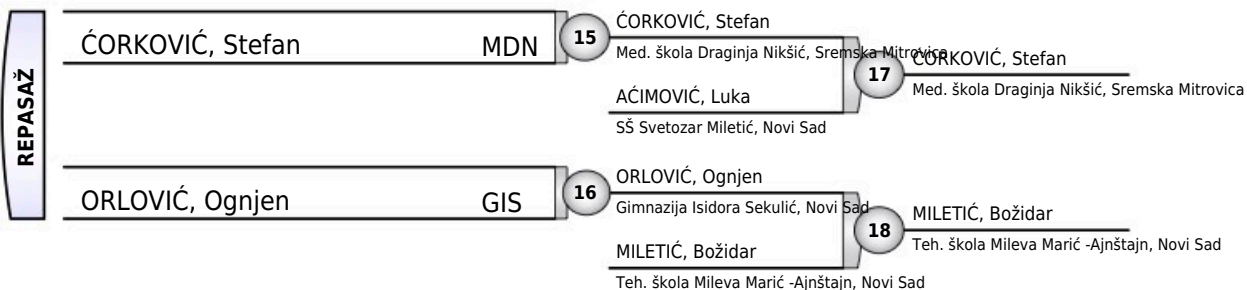 REPASAŽ
ĆORKOVIĆ, Stefan MDN
15
ĆORKOVIĆ, Stefan
Med. škola Draginja Nikšić, Sremska Mitrovica
AĆIMOVIĆ, Luka
SŠ Svetozar Miletić, Novi Sad
17
ĆORKOVIĆ, Stefan
Med. škola Draginja Nikšić, Sremska Mitrovica
ORLOVIĆ, Ognjen GIS
16
ORLOVIĆ, Ognjen
Gimnazija Isidora Sekulić, Novi Sad
MILETIĆ, Božidar
Teh. škola Mileva Marić -Ajnštajn, Novi Sad
18
MILETIĆ, Božidar
Teh. škola Mileva Marić -Ajnštajn, Novi Sad